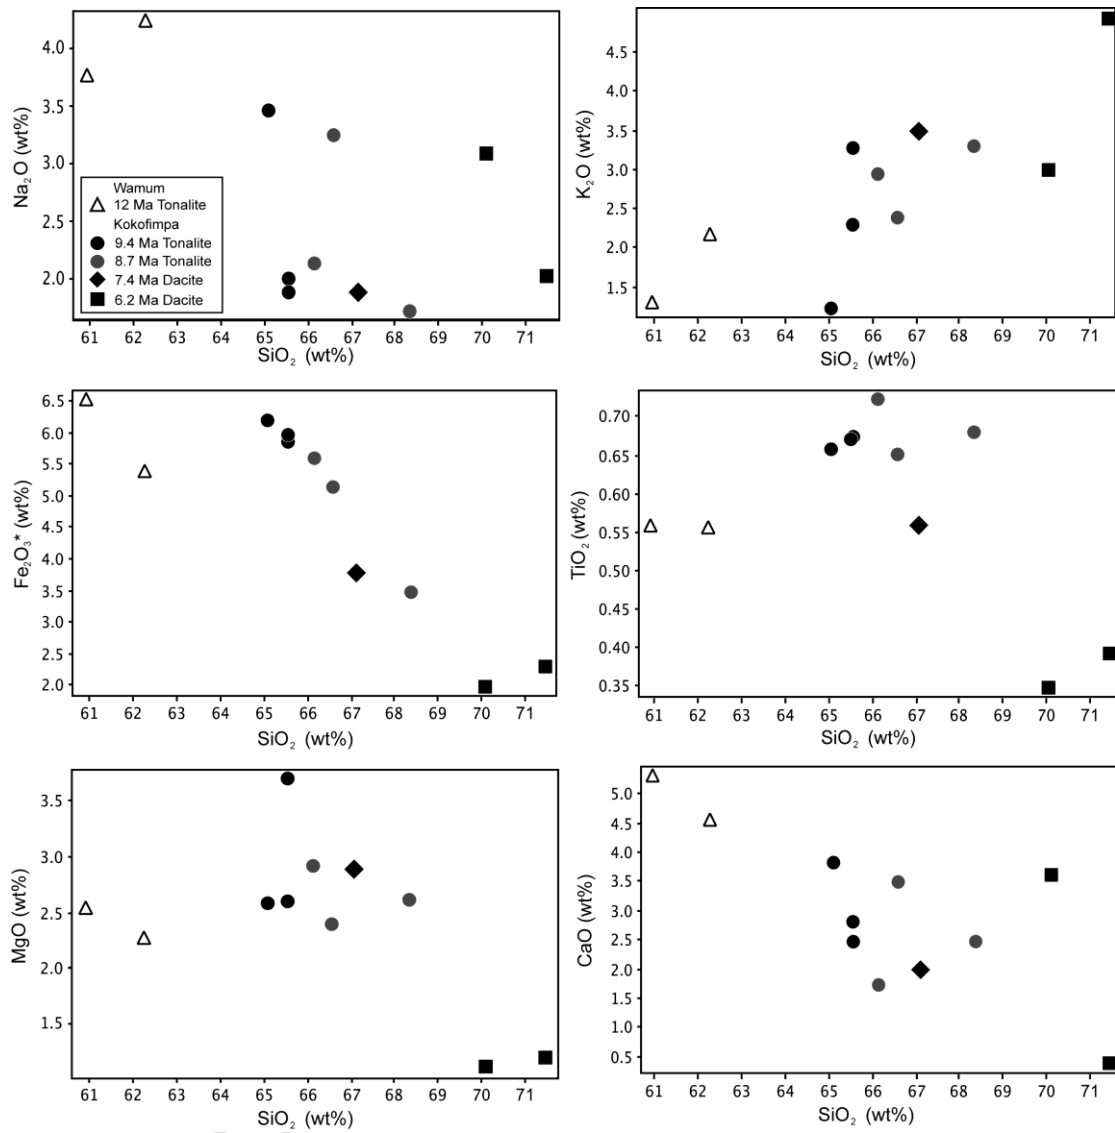 Na₂O (wt%)
4.0
3.5
3.0
2.5
2.0
Wamum
12 Ma Tonalite
Kokofimpa
9.4 Ma Tonalite
8.7 Ma Tonalite
7.4 Ma Dacite
6.2 Ma Dacite
61 62 63 64 65 66 67 68 69 70 71
SiO₂ (wt%)
K₂O (wt%)
4.5
4.0
3.5
3.0
2.5
2.0
1.5
61 62 63 64 65 66 67 68 69 70 71
SiO₂ (wt%)
Fe₂O₃* (wt%)
6.5
6.0
5.5
5.0
4.5
4.0
3.5
3.0
2.5
2.0
61 62 63 64 65 66 67 68 69 70 71
SiO₂ (wt%)
TiO₂ (wt%)
0.70
0.65
0.60
0.55
0.50
0.45
0.40
0.35
61 62 63 64 65 66 67 68 69 70 71
SiO₂ (wt%)
MgO (wt%)
3.5
3.0
2.5
2.0
1.5
61 62 63 64 65 66 67 68 69 70 71
SiO₂ (wt%)
CaO (wt%)
5.0
4.5
4.0
3.5
3.0
2.5
2.0
1.5
1.0
0.5
61 62 63 64 65 66 67 68 69 70 71
SiO₂ (wt%)